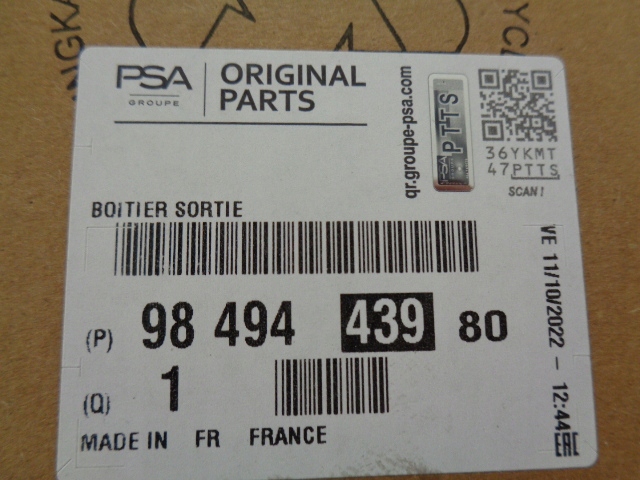 PSA
GROUPE
ORIGINAL
PARTS
qr.groupe-psa.com
PTTS
36YKMT
47PTTS
SCAN!
BOITIER SORTIE
(P) 98 494 439 80
(Q) 1
MADE IN FR FRANCE
VE 11/10/2022 - 12:44